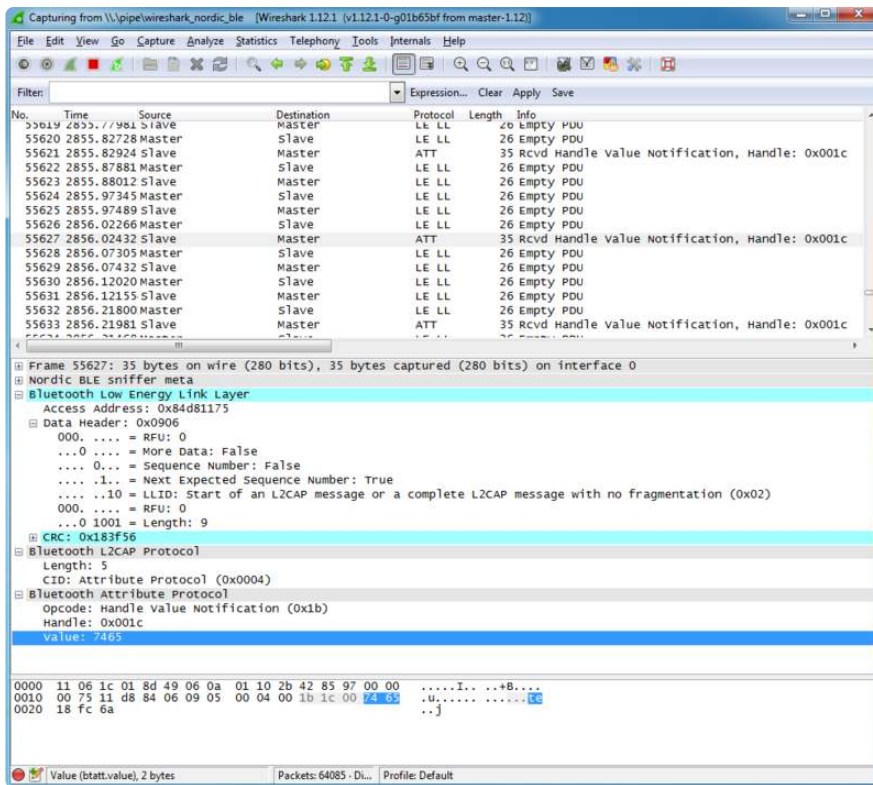 Capturing from \\.\pipe\wireshark_nordic_ble [Wireshark 1.12.1 (v1.12.1-0-g01b65bf from master-1.12)]
File Edit View Go Capture Analyze Statistics Telephony Tools Internals Help
Filter: Expression... Clear Apply Save
No. Time Source Destination Protocol Length Info
55619 2855.77981 Slave Master LE LL 26 Empty PDU
55620 2855.82728 Master Slave LE LL 26 Empty PDU
55621 2855.82924 Slave Master ATT 35 Rcvd Handle Value Notification, Handle: 0x001c
55622 2855.87881 Master Slave LE LL 26 Empty PDU
55623 2855.88012 Slave Master LE LL 26 Empty PDU
55624 2855.97345 Master Slave LE LL 26 Empty PDU
55625 2855.97489 Slave Master LE LL 26 Empty PDU
55626 2856.02266 Master Slave LE LL 26 Empty PDU
55627 2856.02432 Slave Master ATT 35 Rcvd Handle Value Notification, Handle: 0x001c
55628 2856.07305 Master Slave LE LL 26 Empty PDU
55629 2856.07432 Slave Master LE LL 26 Empty PDU
55630 2856.12020 Master Slave LE LL 26 Empty PDU
55631 2856.12155 Slave Master LE LL 26 Empty PDU
55632 2856.21800 Master Slave LE LL 26 Empty PDU
55633 2856.21981 Slave Master ATT 35 Rcvd Handle Value Notification, Handle: 0x001c
Frame 55627: 35 bytes on wire (280 bits), 35 bytes captured (280 bits) on interface 0
Nordic BLE sniffer meta
Bluetooth Low Energy Link Layer
Access Address: 0x84d81175
Data Header: 0x0906
000. .... = RFU: 0
...0 .... = More Data: False
.... 0... = Sequence Number: False
.... .1.. = Next Expected Sequence Number: True
.... ..10 = LLID: Start of an L2CAP message or a complete L2CAP message with no fragmentation (0x02)
000. .... = RFU: 0
...0 1001 = Length: 9
CRC: 0x183f56
Bluetooth L2CAP Protocol
Length: 5
CID: Attribute Protocol (0x0004)
Bluetooth Attribute Protocol
Opcode: Handle Value Notification (0x1b)
Handle: 0x001c
Value: 7465
0000 11 06 1c 01 8d 49 06 0a 01 10 2b 42 85 97 00 00 .....I.. ..+B....
0010 00 75 11 d8 84 06 09 05 00 04 00 1b 1c 00 74 65 .u...... ......te
0020 18 fc 6a ..j
Value (btatt.value), 2 bytes Packets: 64085 · Di... Profile: Default